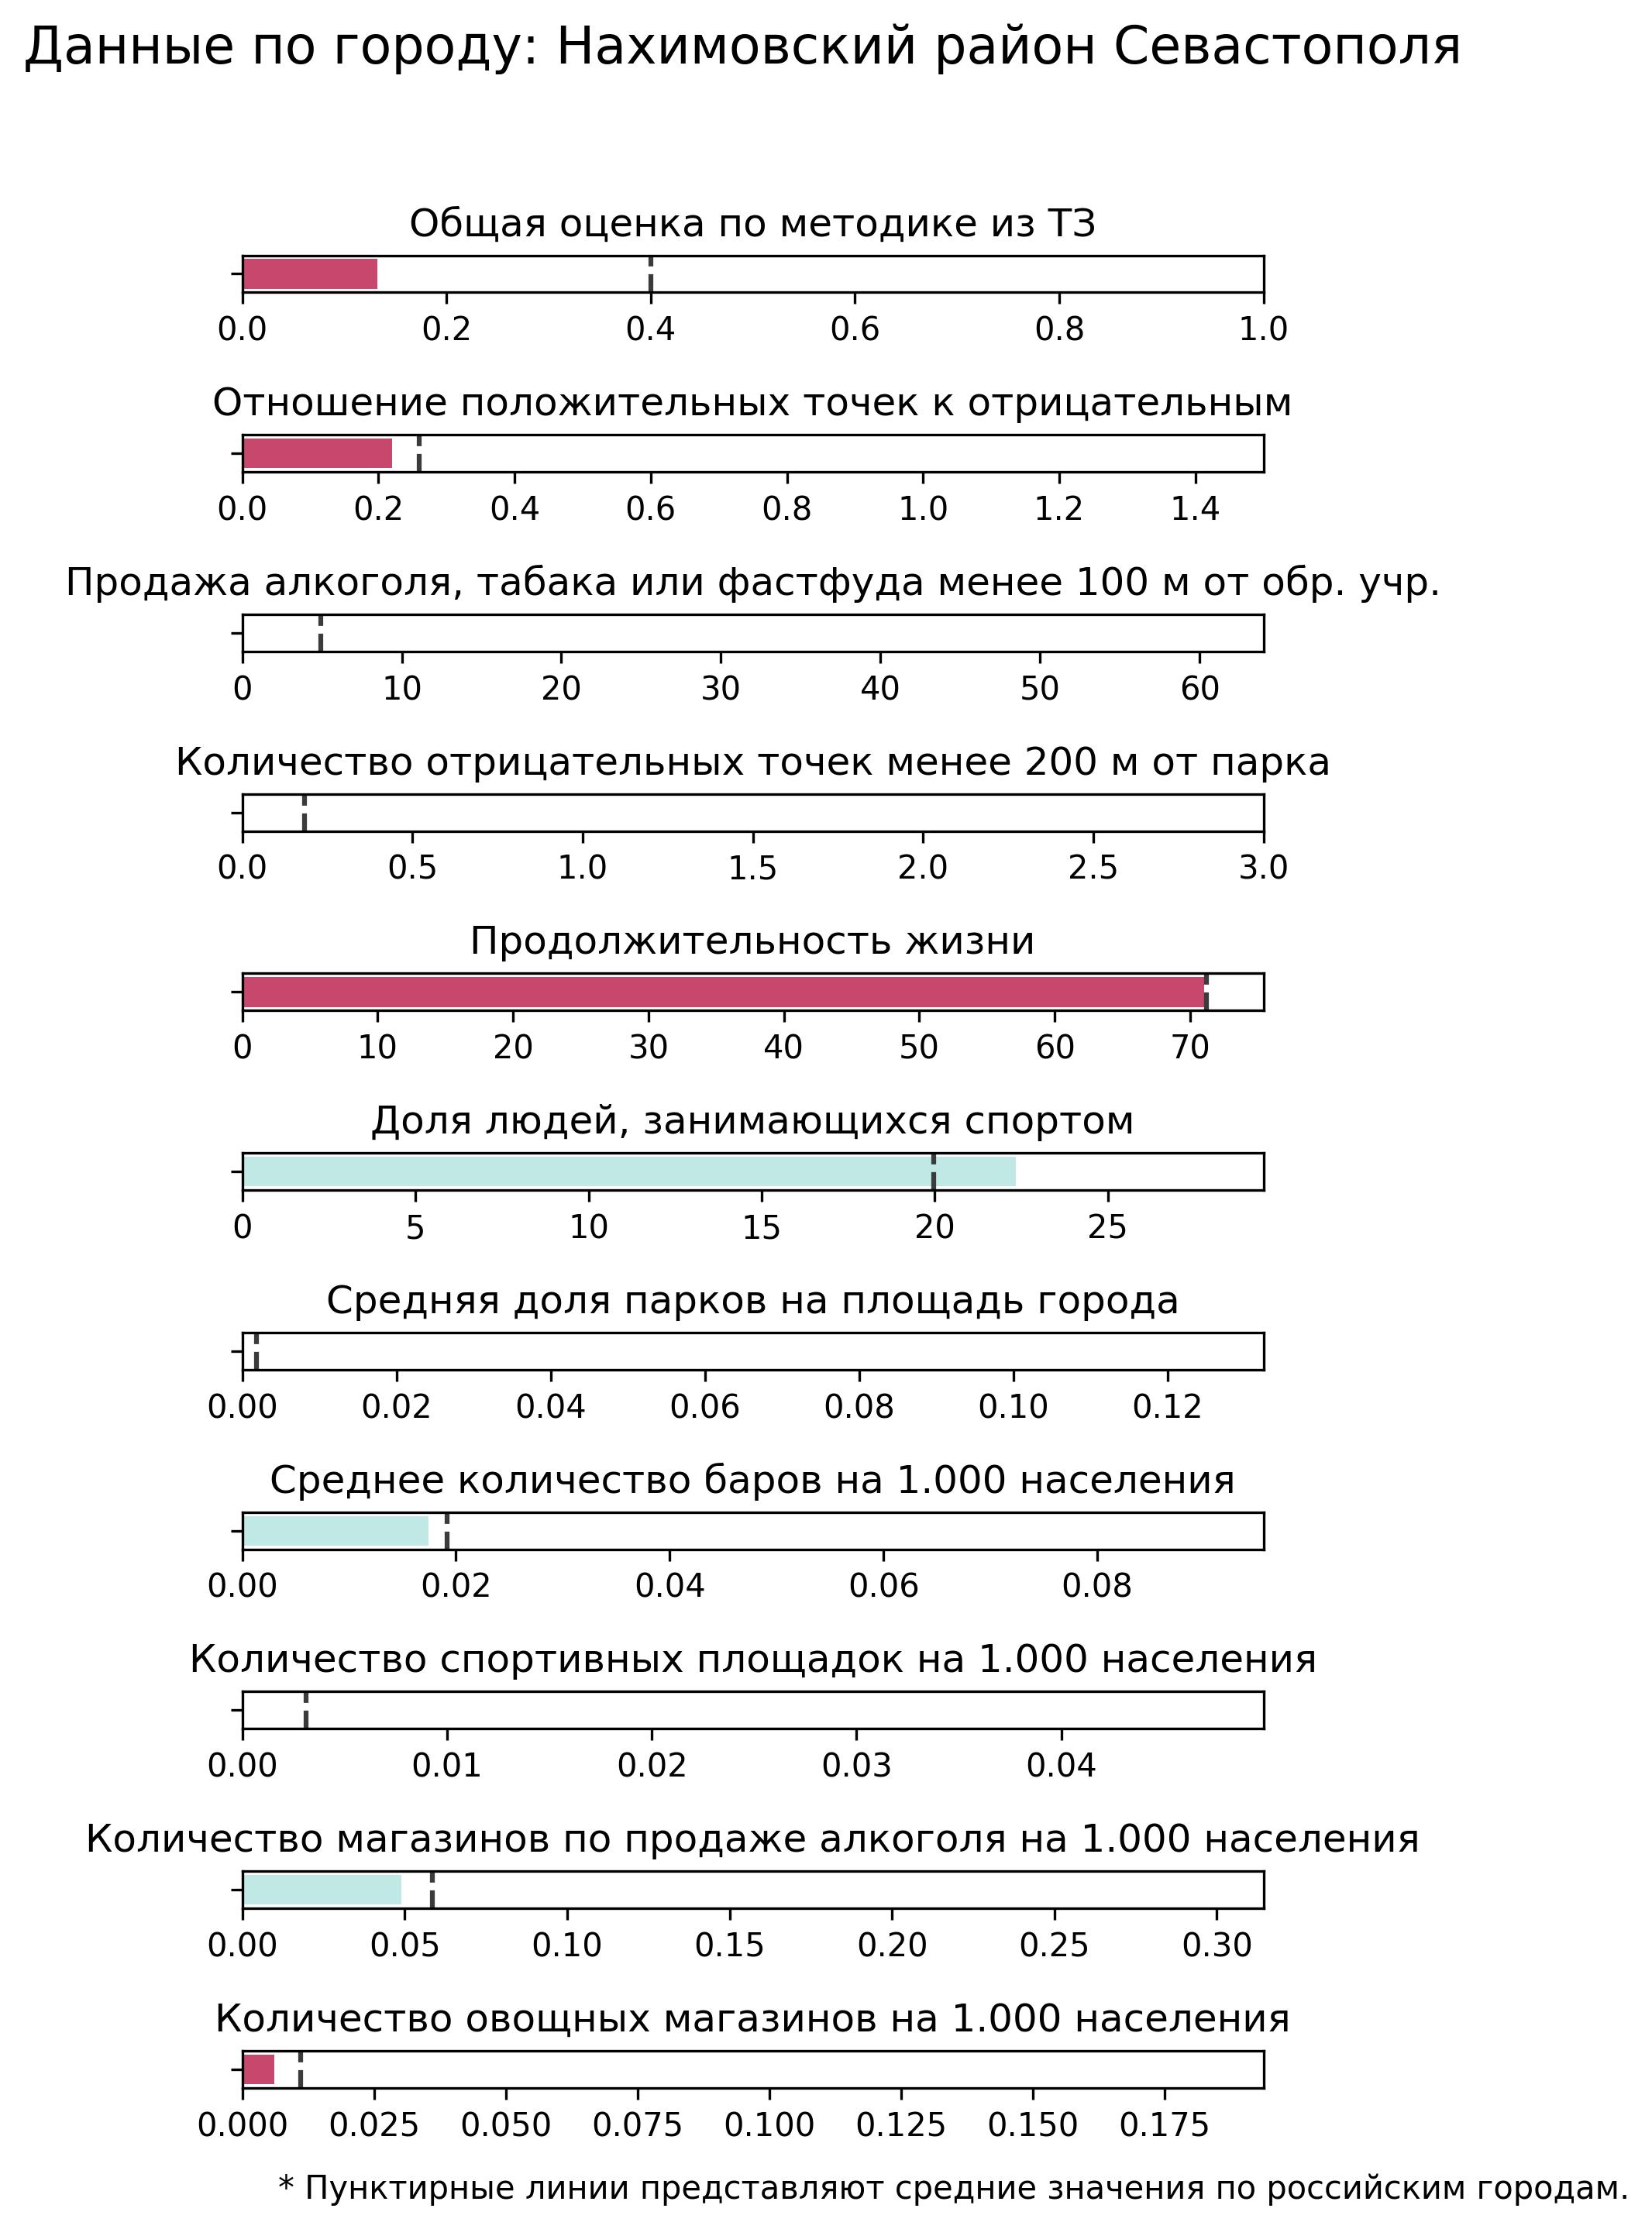 Данные по городу: Нахимовский район Севастополя
Общая оценка по методике из ТЗ
0.0 0.2 0.4 0.6 0.8 1.0
Отношение положительных точек к отрицательным
0.0 0.2 0.4 0.6 0.8 1.0 1.2 1.4
Продажа алкоголя, табака или фастфуда менее 100 м от обр. учр.
0 10 20 30 40 50 60
Количество отрицательных точек менее 200 м от парка
0.0 0.5 1.0 1.5 2.0 2.5 3.0
Продолжительность жизни
0 10 20 30 40 50 60 70
Доля людей, занимающихся спортом
0 5 10 15 20 25
Средняя доля парков на площадь города
0.00 0.02 0.04 0.06 0.08 0.10 0.12
Среднее количество баров на 1.000 населения
0.00 0.02 0.04 0.06 0.08
Количество спортивных площадок на 1.000 населения
0.00 0.01 0.02 0.03 0.04
Количество магазинов по продаже алкоголя на 1.000 населения
0.00 0.05 0.10 0.15 0.20 0.25 0.30
Количество овощных магазинов на 1.000 населения
0.000 0.025 0.050 0.075 0.100 0.125 0.150 0.175
* Пунктирные линии представляют средние значения по российским городам.